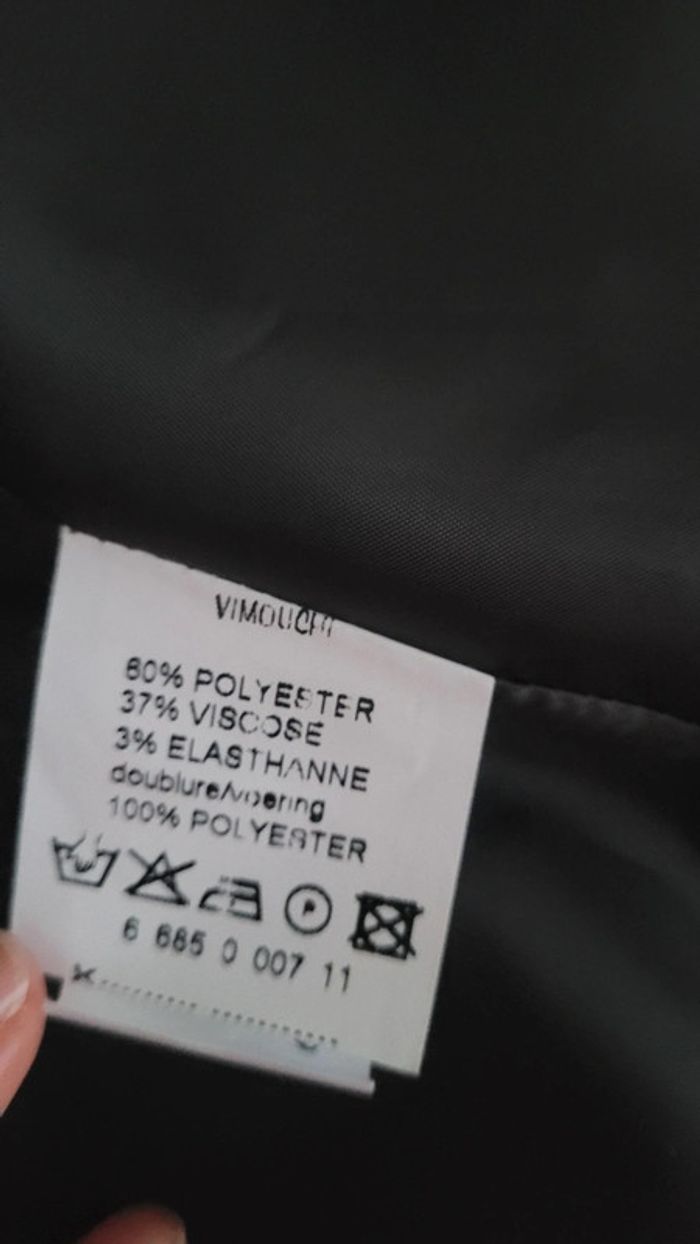 60% POLYESTER
37% VISCOSE
3% ELASTHANNE
doublure/voering
100% POLYESTER
P
6 685 0 007 11